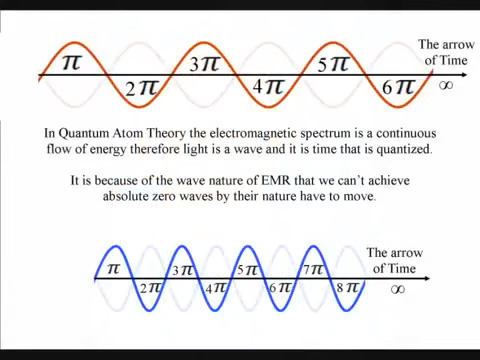 The arrow
of Time
π 2π 3π 4π 5π 6π ∞
In Quantum Atom Theory the electromagnetic spectrum is a continuous
flow of energy therefore light is a wave and it is time that is quantized.
It is because of the wave nature of EMR that we can't achieve
absolute zero waves by their nature have to move.
The arrow
of Time
π 2π 3π 4π 5π 6π 7π 8π ∞